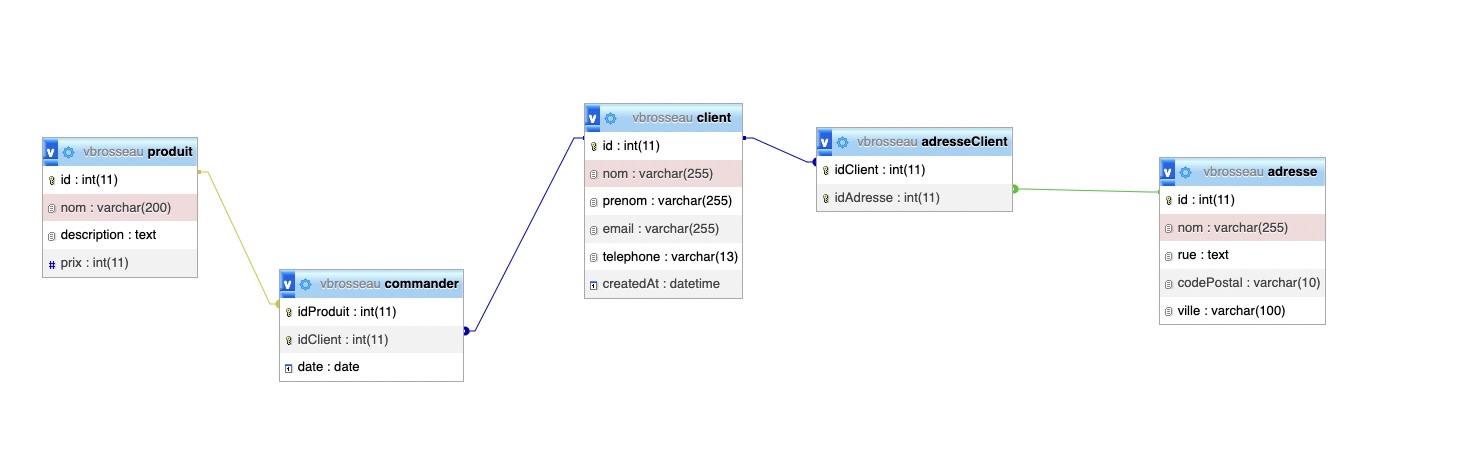 vbrosseau produit
id : int(11)
nom : varchar(200)
description : text
# prix : int(11)
vbrosseau commander
idProduit : int(11)
idClient : int(11)
date : date
vbrosseau client
id : int(11)
nom : varchar(255)
prenom : varchar(255)
email : varchar(255)
telephone : varchar(13)
createdAt : datetime
vbrosseau adresseClient
idClient : int(11)
idAdresse : int(11)
vbrosseau adresse
id : int(11)
nom : varchar(255)
rue : text
codePostal : varchar(10)
ville : varchar(100)